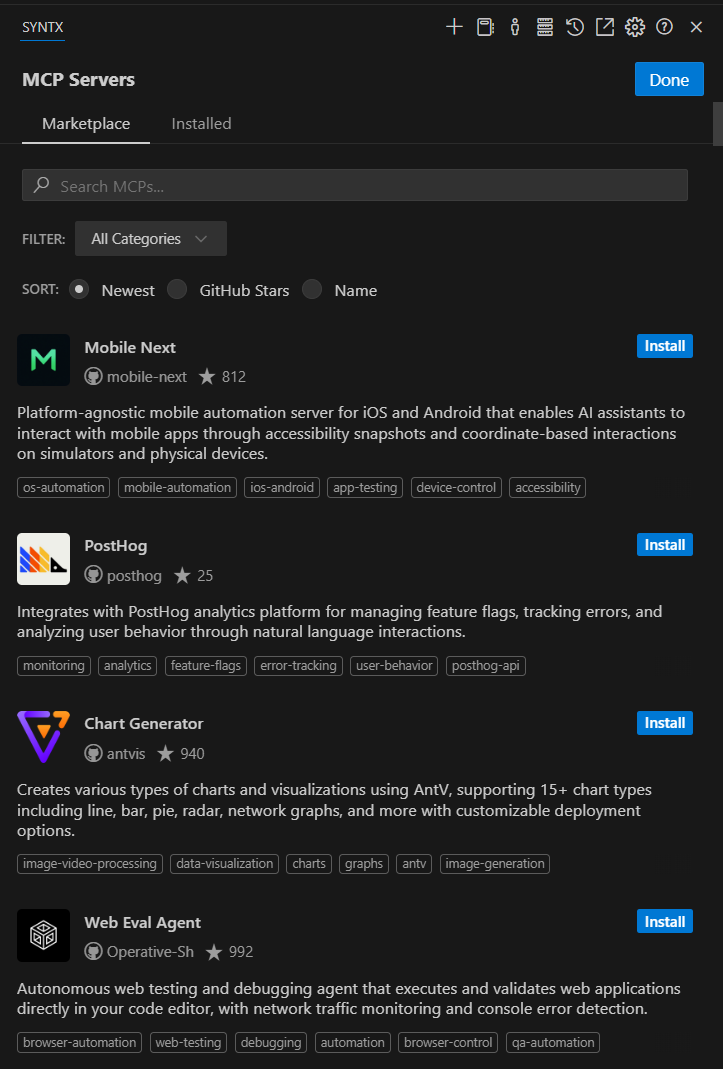 SYNTX
MCP Servers
Done
Marketplace
Installed
Search MCPs...
FILTER:
All Categories
SORT:
Newest
GitHub Stars
Name
Mobile Next
Install
mobile-next ★ 812
Platform-agnostic mobile automation server for iOS and Android that enables AI assistants to
interact with mobile apps through accessibility snapshots and coordinate-based interactions
on simulators and physical devices.
os-automation mobile-automation ios-android app-testing device-control accessibility
PostHog
Install
posthog ★ 25
Integrates with PostHog analytics platform for managing feature flags, tracking errors, and
analyzing user behavior through natural language interactions.
monitoring analytics feature-flags error-tracking user-behavior posthog-api
Chart Generator
Install
antvis ★ 940
Creates various types of charts and visualizations using AntV, supporting 15+ chart types
including line, bar, pie, radar, network graphs, and more with customizable deployment
options.
image-video-processing data-visualization charts graphs antv image-generation
Web Eval Agent
Install
Operative-Sh ★ 992
Autonomous web testing and debugging agent that executes and validates web applications
directly in your code editor, with network traffic monitoring and console error detection.
browser-automation web-testing debugging automation browser-control qa-automation